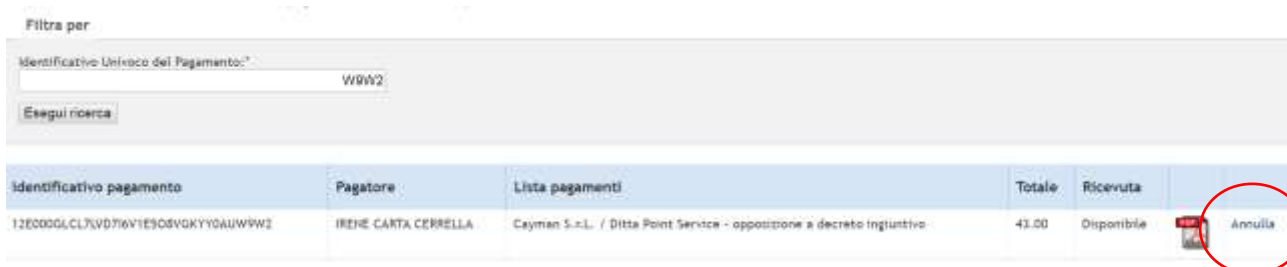 Filtra per
Identificativo Univoco del Pagamento:*
W9W2
Esegui ricerca
Identificativo pagamento Pagatore Lista pagamenti Totale Ricevuta
IRENE CARTA CERRELLA Cayman S.r.L. / Ditta Point Service - opposizione a decreto ingiuntivo 43.00 Disponibile Annulla